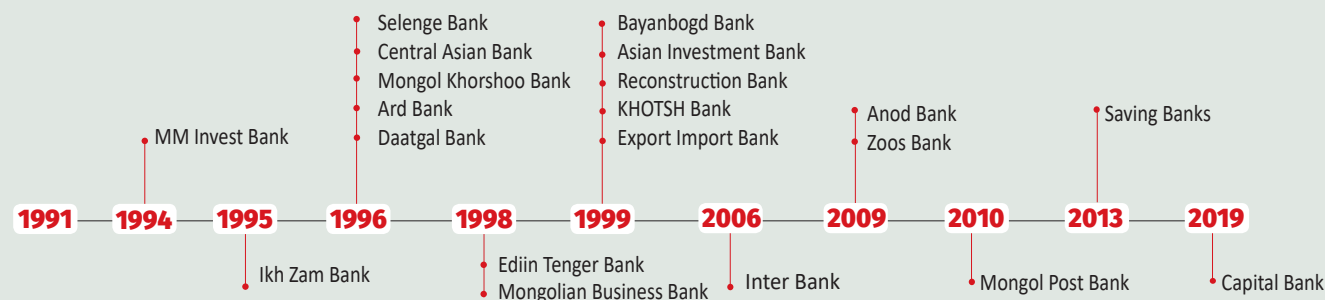 Selenge Bank
Central Asian Bank
Mongol Khorshoo Bank
Ard Bank
Daatgal Bank
Bayanbogd Bank
Asian Investment Bank
Reconstruction Bank
KHOTSH Bank
Export Import Bank
MM Invest Bank
Anod Bank
Zoos Bank
Saving Banks
1991
1994
1995
1996
1998
1999
2006
2009
2010
2013
2019
Ikh Zam Bank
Ediin Tenger Bank
Mongolian Business Bank
Inter Bank
Mongol Post Bank
Capital Bank